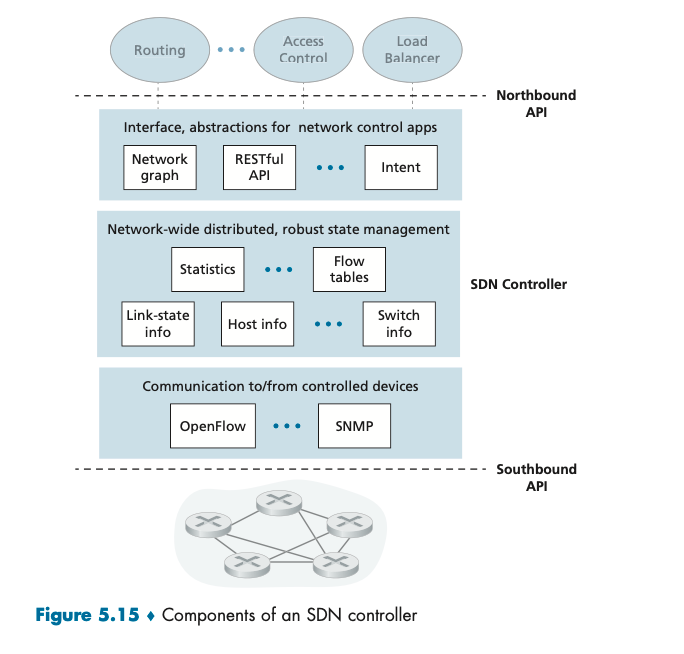 Routing
Access
Control
Load
Balancer
Northbound
API
Interface, abstractions for network control apps
Network
graph
RESTful
API
Intent
Network-wide distributed, robust state management
Statistics
Flow
tables
SDN Controller
Link-state
info
Host info
Switch
info
Communication to/from controlled devices
OpenFlow
SNMP
Southbound
API
Figure 5.15 ♦ Components of an SDN controller